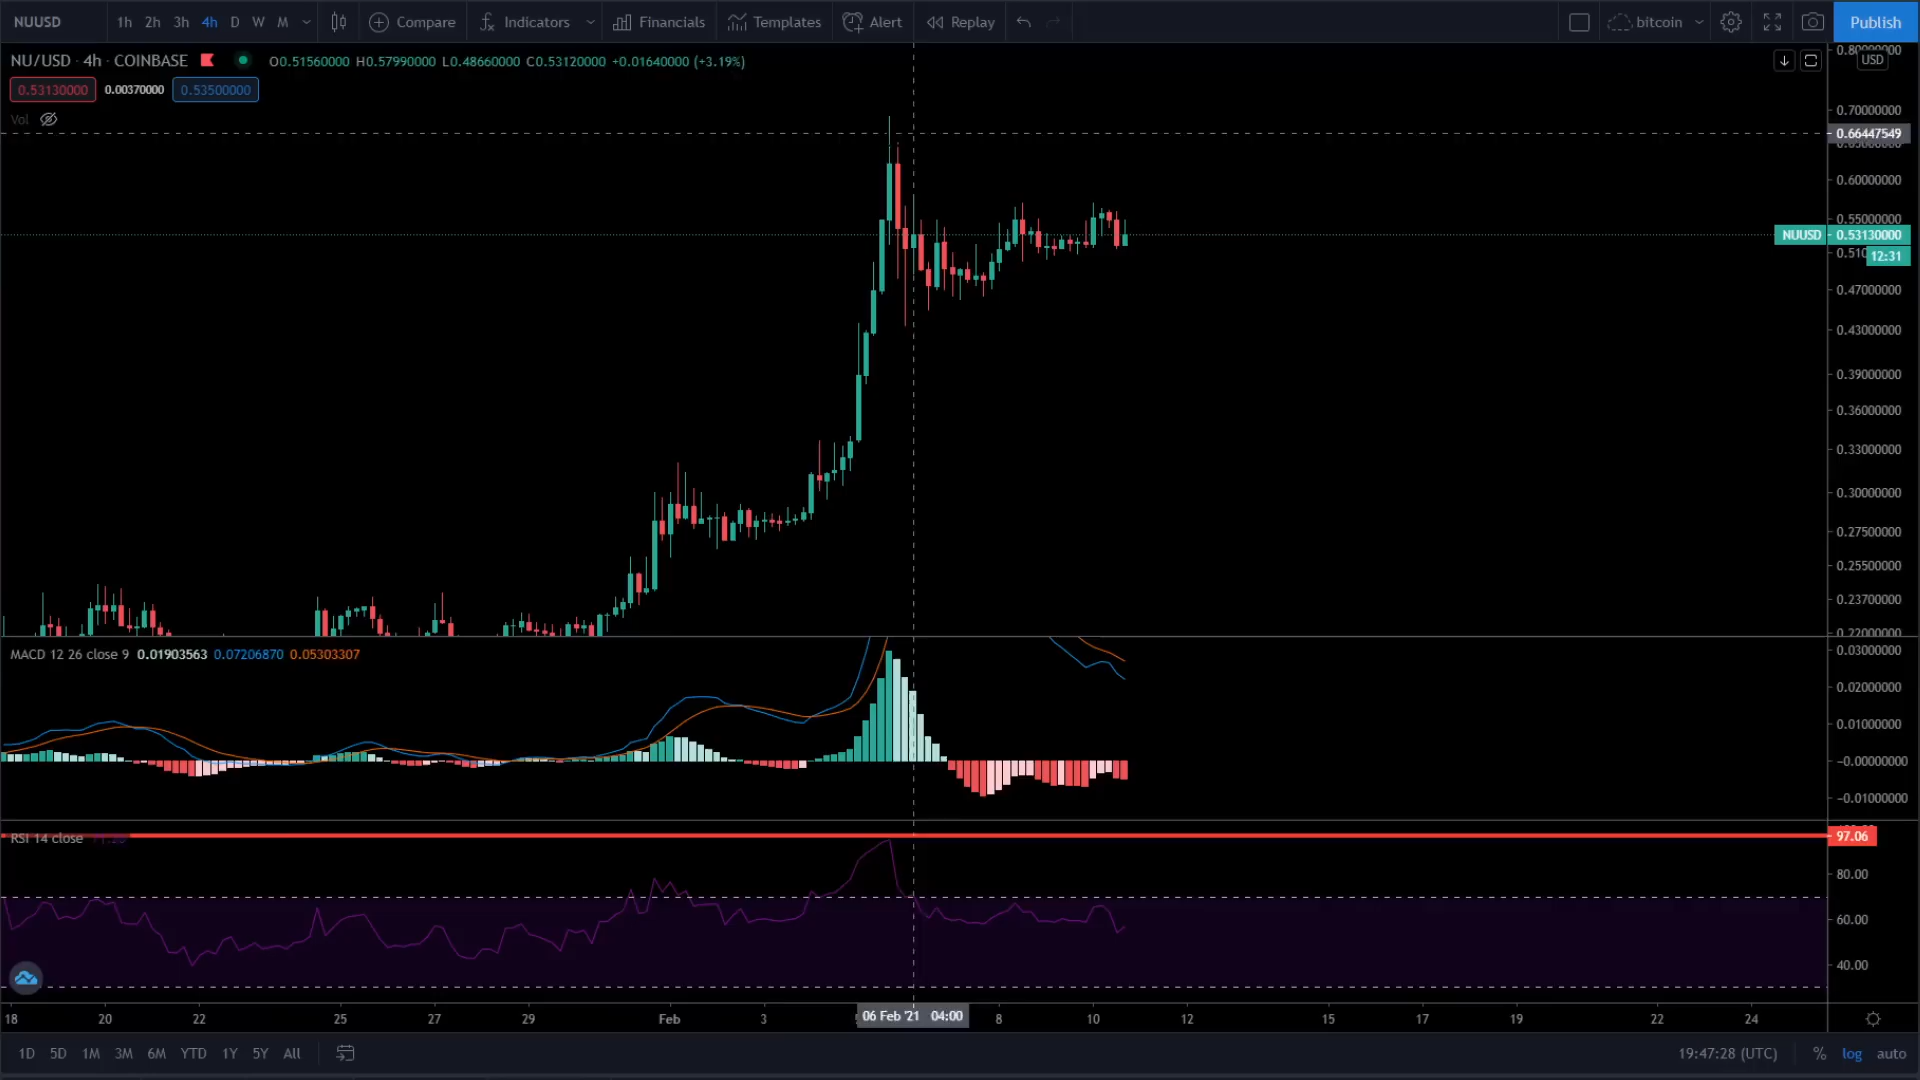 NUUSD 1h 2h 3h 4h D W M Compare Indicators Financials Templates Alert Replay bitcoin Publish
NU/USD · 4h · COINBASE O0.51560000 H0.57990000 L0.48660000 C0.53120000 +0.01640000 (+3.19%)
0.53130000 0.00370000 0.53500000
Vol
0.80000000
USD
0.70000000
0.66447549
0.65000000
0.60000000
0.55000000
NUUSD 0.53130000
12:31
0.47000000
0.43000000
0.39000000
0.36000000
0.33000000
0.30000000
0.27500000
0.25500000
0.23700000
0.22000000
MACD 12 26 close 9 0.01903563 0.07206870 0.05303307
0.03000000
0.02000000
0.01000000
−0.00000000
−0.01000000
RSI 14 close
97.06
80.00
60.00
40.00
18 20 22 25 27 29 Feb 3 06 Feb '21 04:00 8 10 12 15 17 19 22 24
1D 5D 1M 3M 6M YTD 1Y 5Y All 19:47:28 (UTC) % log auto